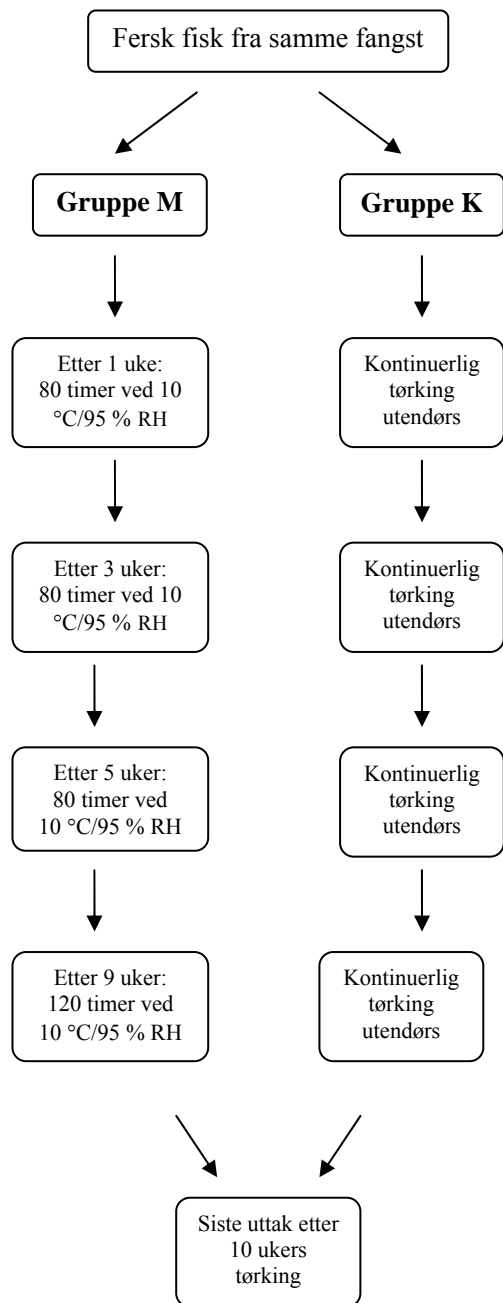 Fersk fisk fra samme fangst
Gruppe M
Gruppe K
Etter 1 uke:
80 timer ved 10
°C/95 % RH
Kontinuerlig
tørking
utendørs
Etter 3 uker:
80 timer ved 10
°C/95 % RH
Kontinuerlig
tørking
utendørs
Etter 5 uker:
80 timer ved
10 °C/95 % RH
Kontinuerlig
tørking
utendørs
Etter 9 uker:
120 timer ved
10 °C/95 % RH
Kontinuerlig
tørking
utendørs
Siste uttak etter
10 ukers
tørking